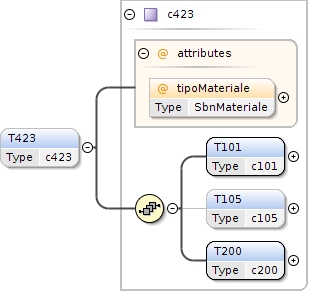 c423
@ attributes
@ tipoMateriale
Type SbnMateriale
T423
Type c423
T101
Type c101
T105
Type c105
T200
Type c200